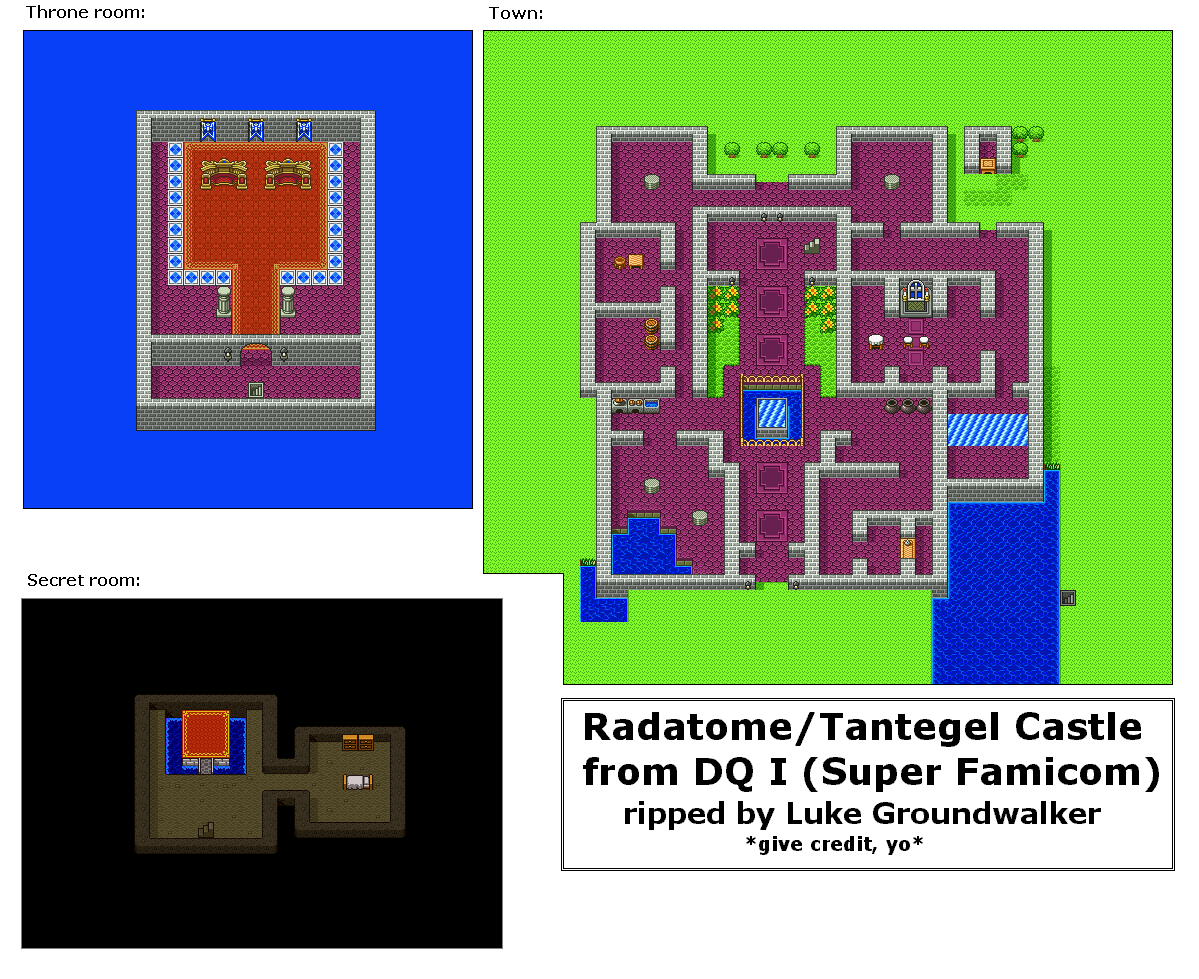 Throne room:
Town:
Secret room:
Radatome/Tantegel Castle
from DQ I (Super Famicom)
ripped by Luke Groundwalker
*give credit, yo*